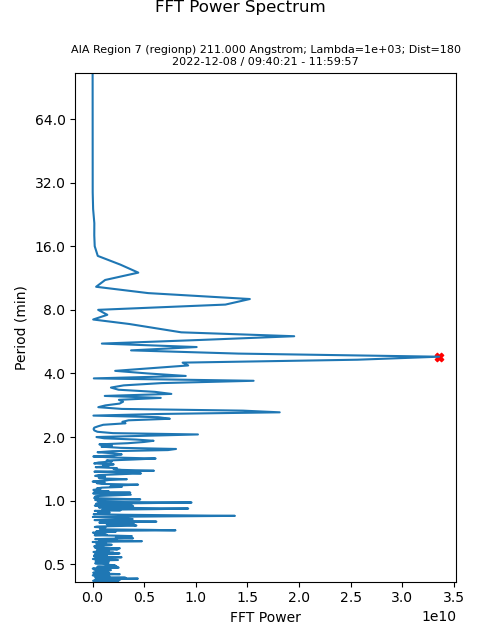 FFT Power Spectrum
AIA Region 7 (regionp) 211.000 Angstrom; Lambda=1e+03; Dist=180
2022-12-08 / 09:40:21 - 11:59:57
64.0
32.0
16.0
8.0
4.0
2.0
1.0
0.5
Period (min)
0.0 0.5 1.0 1.5 2.0 2.5 3.0 3.5
1e10
FFT Power